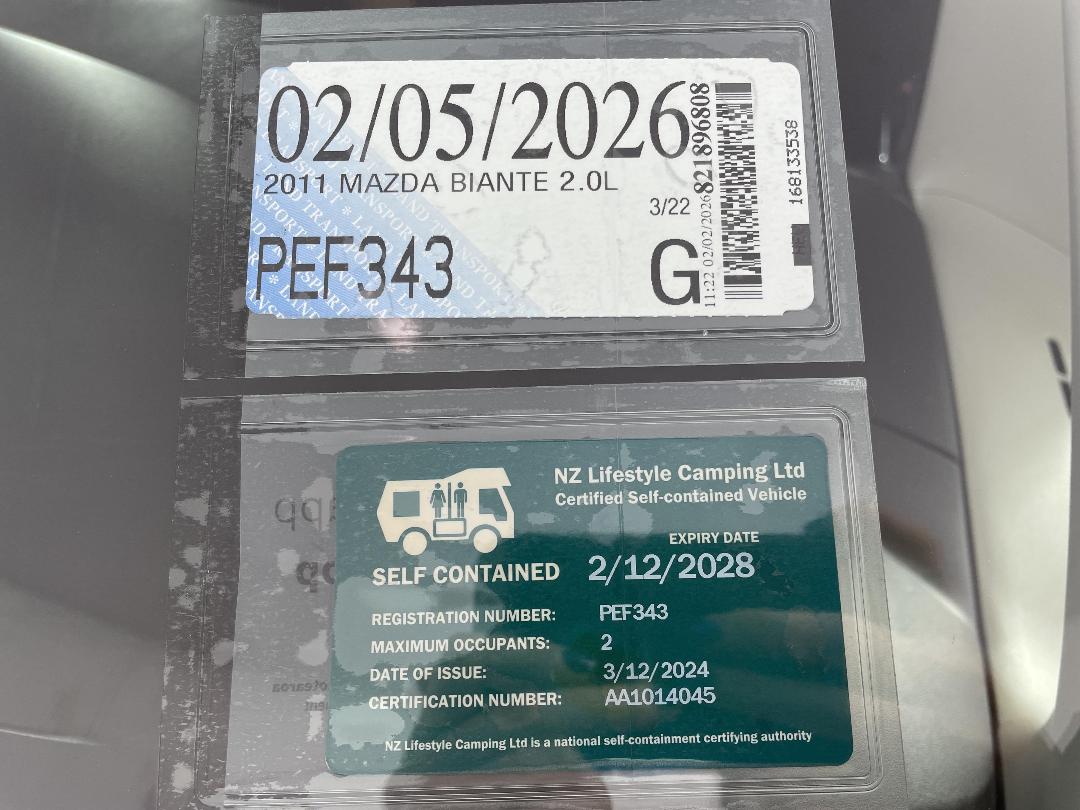 02/05/2026
2011 MAZDA BIANTE 2.0L
3/22
PEF343
G
11:22 02/02/2026
821896808
168133538
NZ Lifestyle Camping Ltd
Certified Self-contained Vehicle
EXPIRY DATE
SELF CONTAINED 2/12/2028
REGISTRATION NUMBER: PEF343
MAXIMUM OCCUPANTS: 2
DATE OF ISSUE: 3/12/2024
CERTIFICATION NUMBER: AA1014045
NZ Lifestyle Camping Ltd is a national self-containment certifying authority